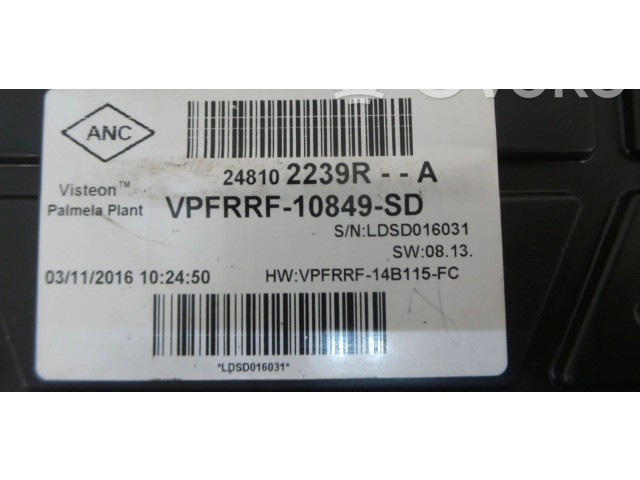 ANC
24810 2239R - - A
Visteon™
Palmela Plant
VPFRRF-10849-SD
S/N:LDSD016031
SW:08.13.
03/11/2016 10:24:50
HW:VPFRRF-14B115-FC
*LDSD016031*